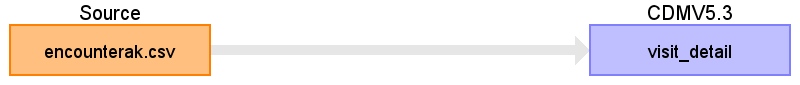 Source
CDMV5.3
encounterak.csv
visit_detail